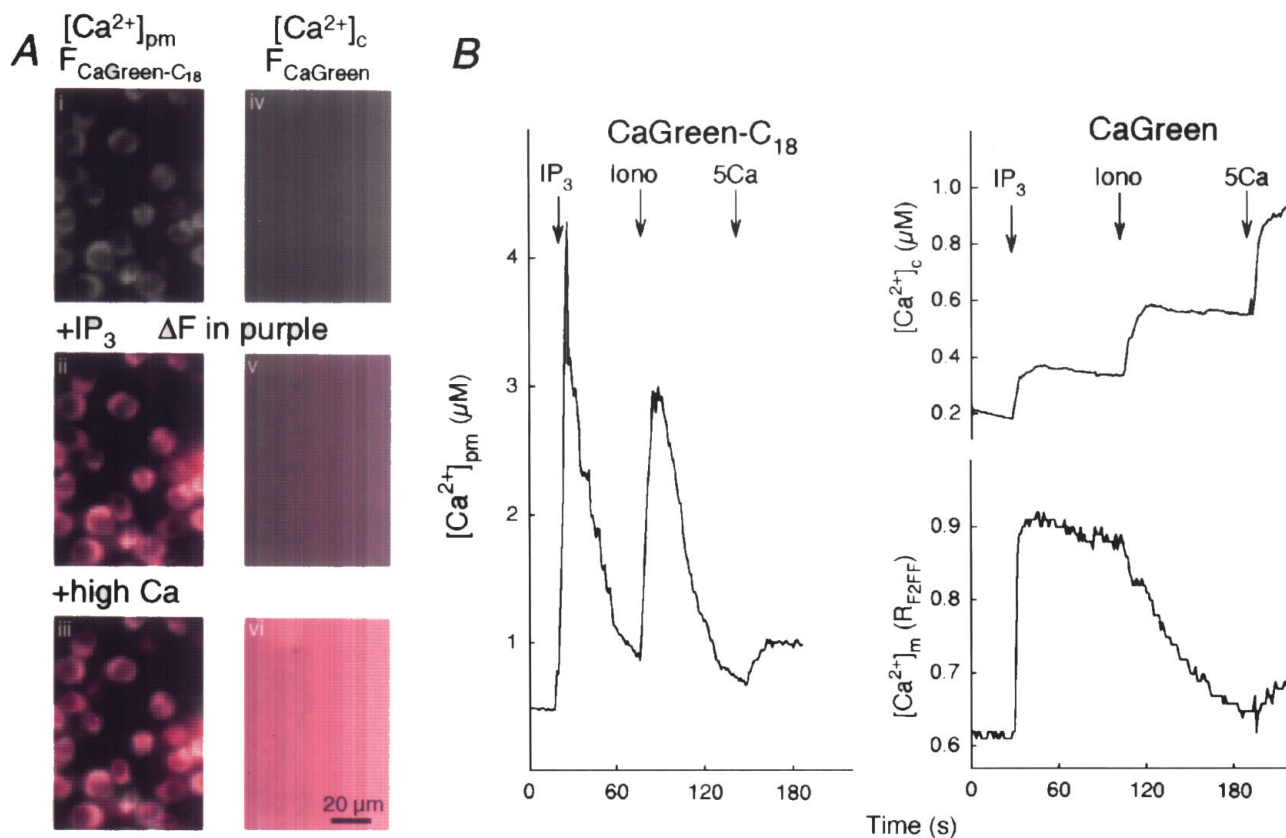 A
[Ca²⁺]pm
F CaGreen-C₁₈
[Ca²⁺]c
F CaGreen
i
iv
+IP₃ ΔF in purple
ii
v
+high Ca
iii
vi
20 µm
B
CaGreen-C₁₈
IP₃
Iono
5Ca
[Ca²⁺]pm (µM)
4
3
2
1
0
60
120
180
CaGreen
IP₃
Iono
5Ca
[Ca²⁺]c (µM)
1.0
0.8
0.6
0.4
0.2
[Ca²⁺]m (R F2FF)
0.9
0.8
0.7
0.6
0
60
120
180
Time (s)